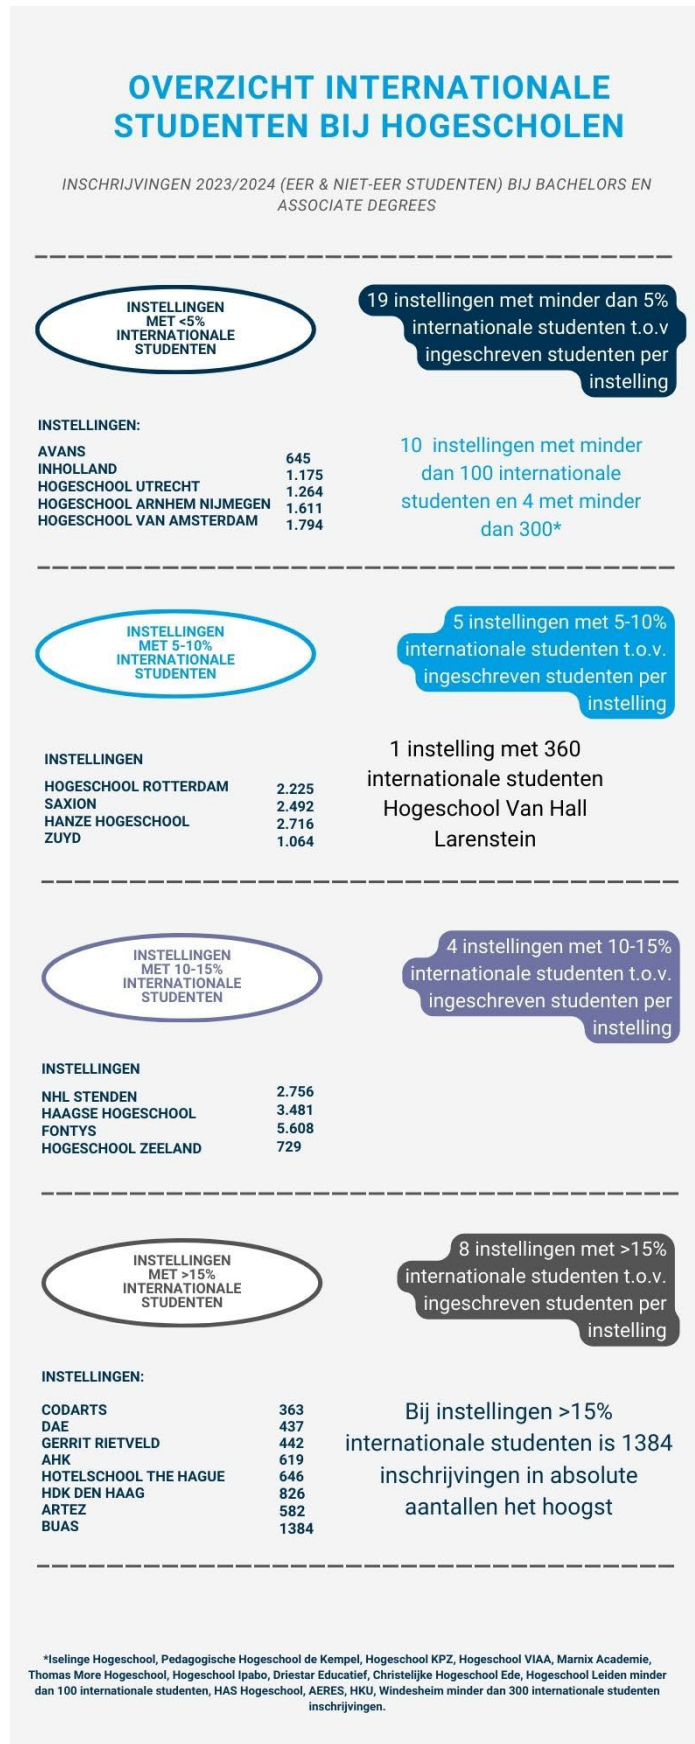 OVERZICHT INTERNATIONALE
STUDENTEN BIJ HOGESCHOLEN
INSCHRIJVINGEN 2023/2024 (EER & NIET-EER STUDENTEN) BIJ BACHELORS EN
ASSOCIATE DEGREES
INSTELLINGEN
MET <5%
INTERNATIONALE
STUDENTEN
19 instellingen met minder dan 5%
internationale studenten t.o.v
ingeschreven studenten per
instelling
INSTELLINGEN:
AVANS 645
INHOLLAND 1.175
HOGESCHOOL UTRECHT 1.264
HOGESCHOOL ARNHEM NIJMEGEN 1.611
HOGESCHOOL VAN AMSTERDAM 1.794
10 instellingen met minder
dan 100 internationale
studenten en 4 met minder
dan 300*
INSTELLINGEN
MET 5-10%
INTERNATIONALE
STUDENTEN
5 instellingen met 5-10%
internationale studenten t.o.v.
ingeschreven studenten per
instelling
INSTELLINGEN
HOGESCHOOL ROTTERDAM 2.225
SAXION 2.492
HANZE HOGESCHOOL 2.716
ZUYD 1.064
1 instelling met 360
internationale studenten
Hogeschool Van Hall
Larenstein
INSTELLINGEN
MET 10-15%
INTERNATIONALE
STUDENTEN
4 instellingen met 10-15%
internationale studenten t.o.v.
ingeschreven studenten per
instelling
INSTELLINGEN
NHL STENDEN 2.756
HAAGSE HOGESCHOOL 3.481
FONTYS 5.608
HOGESCHOOL ZEELAND 729
INSTELLINGEN
MET >15%
INTERNATIONALE
STUDENTEN
8 instellingen met >15%
internationale studenten t.o.v.
ingeschreven studenten per
instelling
INSTELLINGEN:
CODARTS 363
DAE 437
GERRIT RIETVELD 442
AHK 619
HOTELSCHOOL THE HAGUE 646
HDK DEN HAAG 826
ARTEZ 582
BUAS 1384
Bij instellingen >15%
internationale studenten is 1384
inschrijvingen in absolute
aantallen het hoogst
*Iselinge Hogeschool, Pedagogische Hogeschool de Kempel, Hogeschool KPZ, Hogeschool VIAA, Marnix Academie,
Thomas More Hogeschool, Hogeschool Ipabo, Driestar Educatief, Christelijke Hogeschool Ede, Hogeschool Leiden minder
dan 100 internationale studenten, HAS Hogeschool, AERES, HKU, Windesheim minder dan 300 internationale studenten
inschrijvingen.